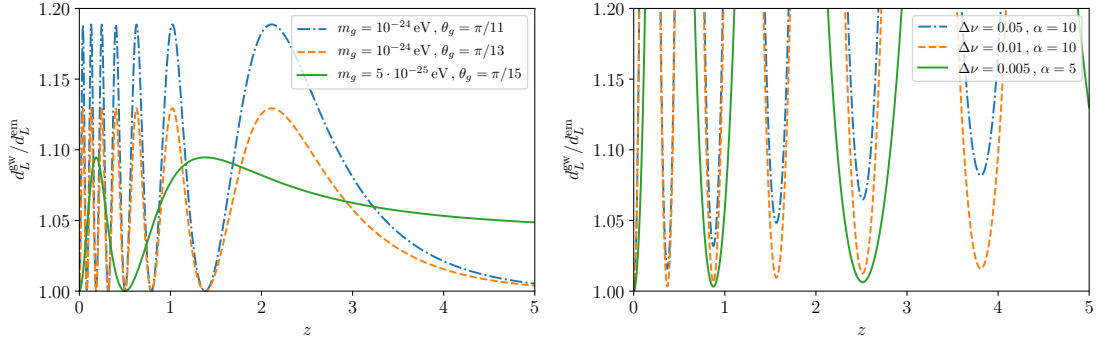 1.20
1.15
1.10
1.05
1.00
d_L^gw/d_L^em
m_g = 10^−24 eV , θ_g = π/11
m_g = 10^−24 eV , θ_g = π/13
m_g = 5 · 10^−25 eV , θ_g = π/15
0 1 2 3 4 5
z
1.20
1.15
1.10
1.05
1.00
d_L^gw/d_L^em
Δν = 0.05 , α = 10
Δν = 0.01 , α = 10
Δν = 0.005 , α = 5
0 1 2 3 4 5
z